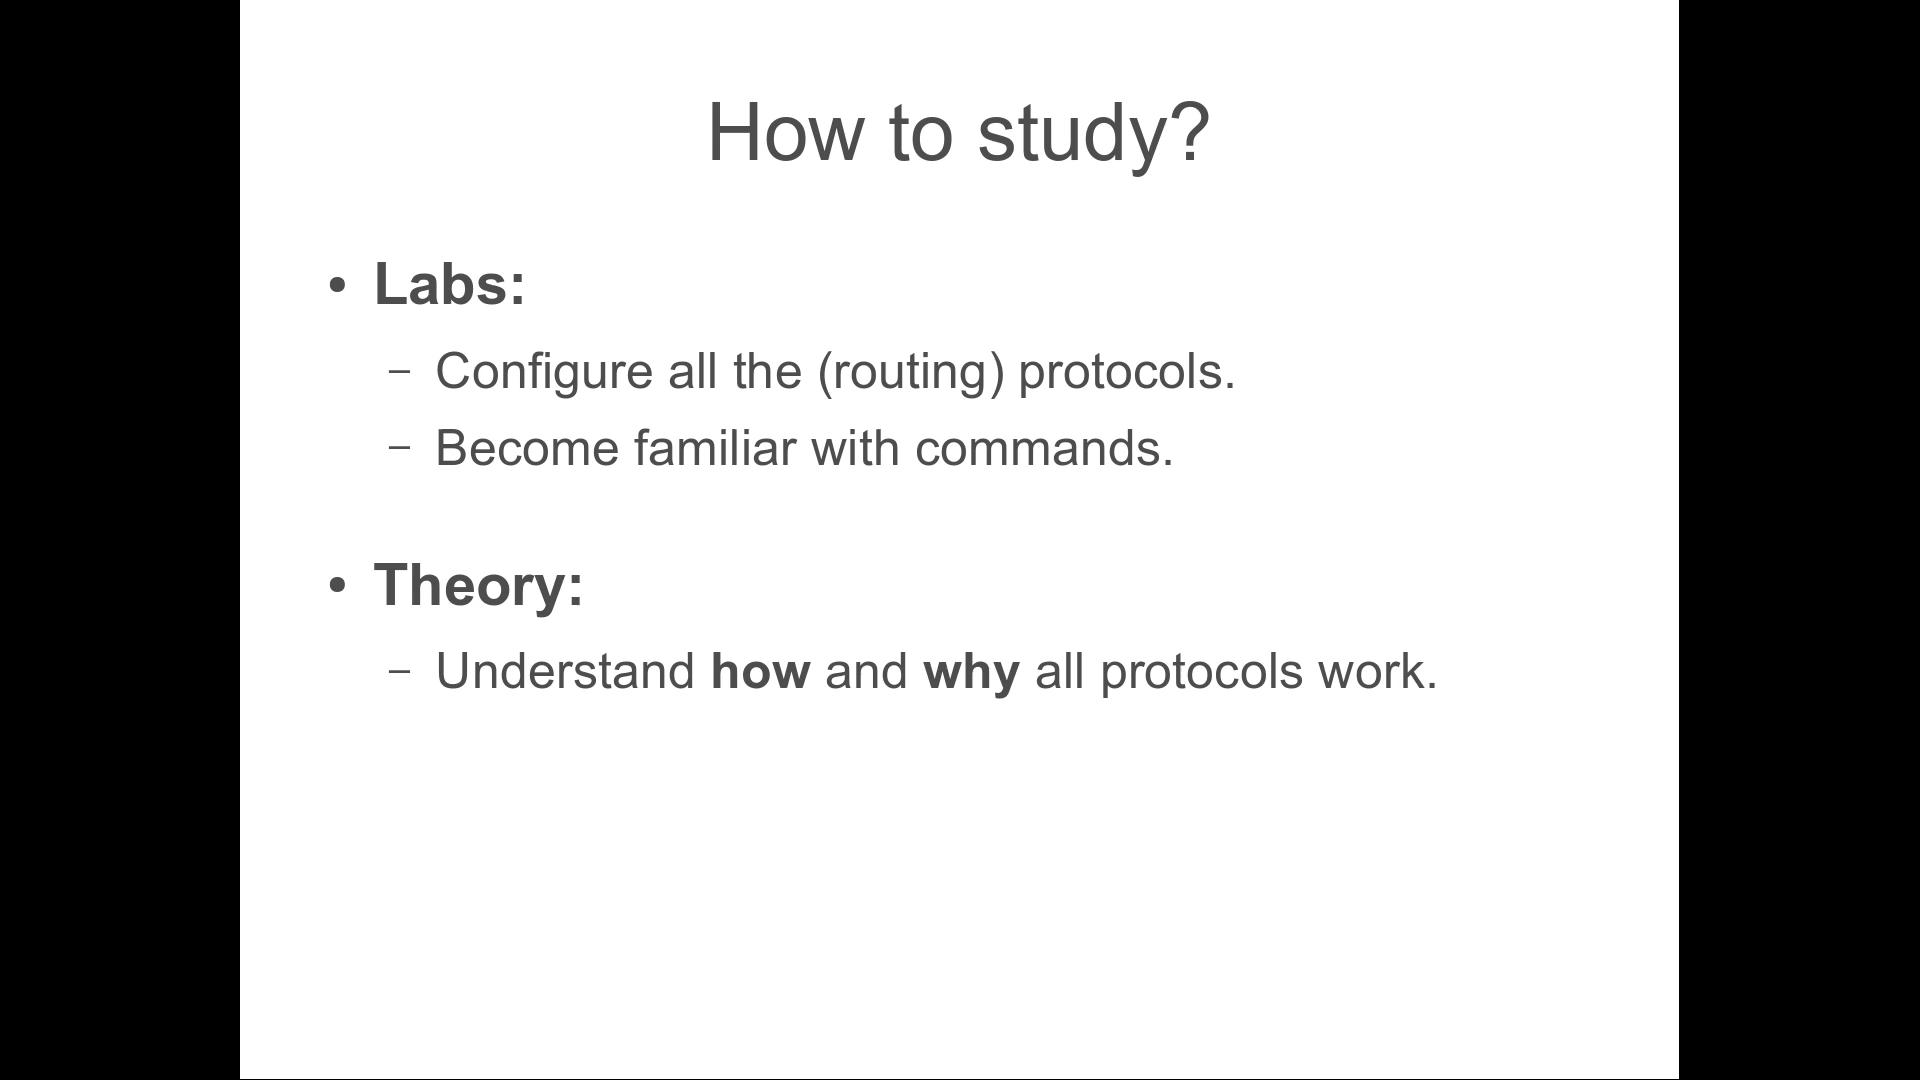 How to study?
• Labs:
– Configure all the (routing) protocols.
– Become familiar with commands.
• Theory:
– Understand how and why all protocols work.